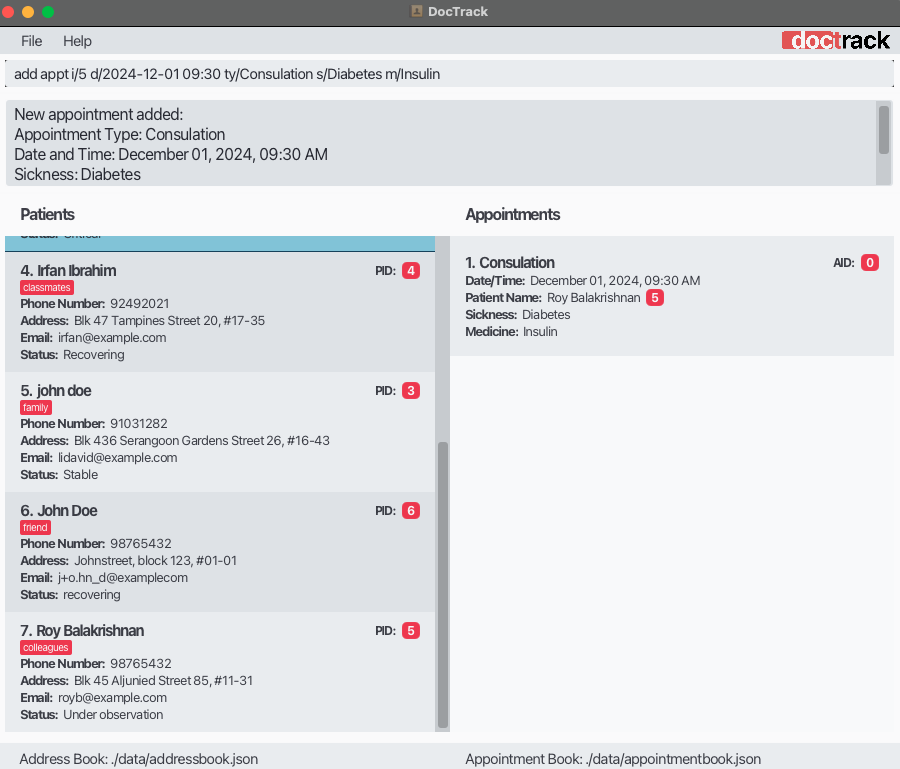 DocTrack
File Help
doctrack
add appt i/5 d/2024-12-01 09:30 ty/Consulation s/Diabetes m/Insulin
New appointment added:
Appointment Type: Consulation
Date and Time: December 01, 2024, 09:30 AM
Sickness: Diabetes
Patients
Status: Critical
4. Irfan Ibrahim PID: 4
classmates
Phone Number: 92492021
Address: Blk 47 Tampines Street 20, #17-35
Email: irfan@example.com
Status: Recovering
5. john doe PID: 3
family
Phone Number: 91031282
Address: Blk 436 Serangoon Gardens Street 26, #16-43
Email: lidavid@example.com
Status: Stable
6. John Doe PID: 6
friend
Phone Number: 98765432
Address: Johnstreet, block 123, #01-01
Email: j+o.hn_d@examplecom
Status: recovering
7. Roy Balakrishnan PID: 5
colleagues
Phone Number: 98765432
Address: Blk 45 Aljunied Street 85, #11-31
Email: royb@example.com
Status: Under observation
Appointments
1. Consulation AID: 0
Date/Time: December 01, 2024, 09:30 AM
Patient Name: Roy Balakrishnan 5
Sickness: Diabetes
Medicine: Insulin
Address Book: ./data/addressbook.json
Appointment Book: ./data/appointmentbook.json